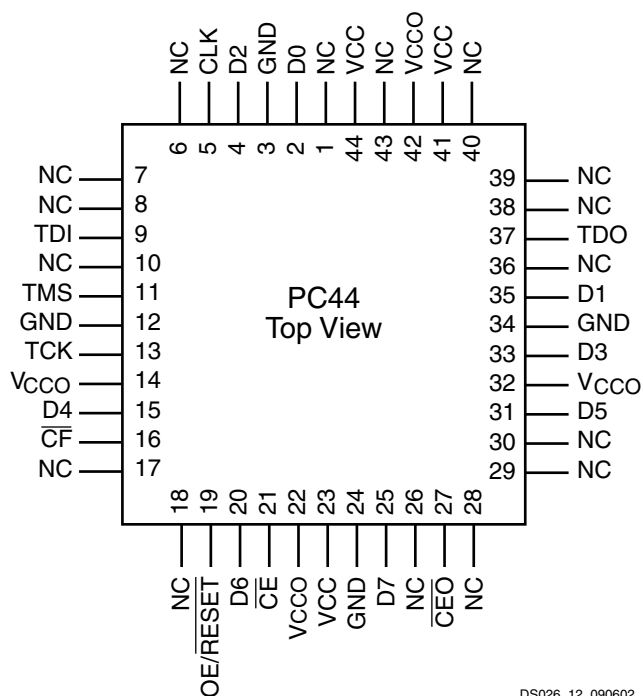 NC CLK D2 GND D0 NC VCC NC VCCO VCC NC
6 5 4 3 2 1 44 43 42 41 40
NC 7 39 NC
NC 8 38 NC
TDI 9 37 TDO
NC 10 36 NC
TMS 11 35 D1
GND 12 34 GND
TCK 13 33 D3
VCCO 14 32 VCCO
D4 15 31 D5
CF 16 30 NC
NC 17 29 NC
PC44
Top View
18 19 20 21 22 23 24 25 26 27 28
NC OE/RESET D6 CE VCCO VCC GND D7 NC CEO NC
DS026_12_090602